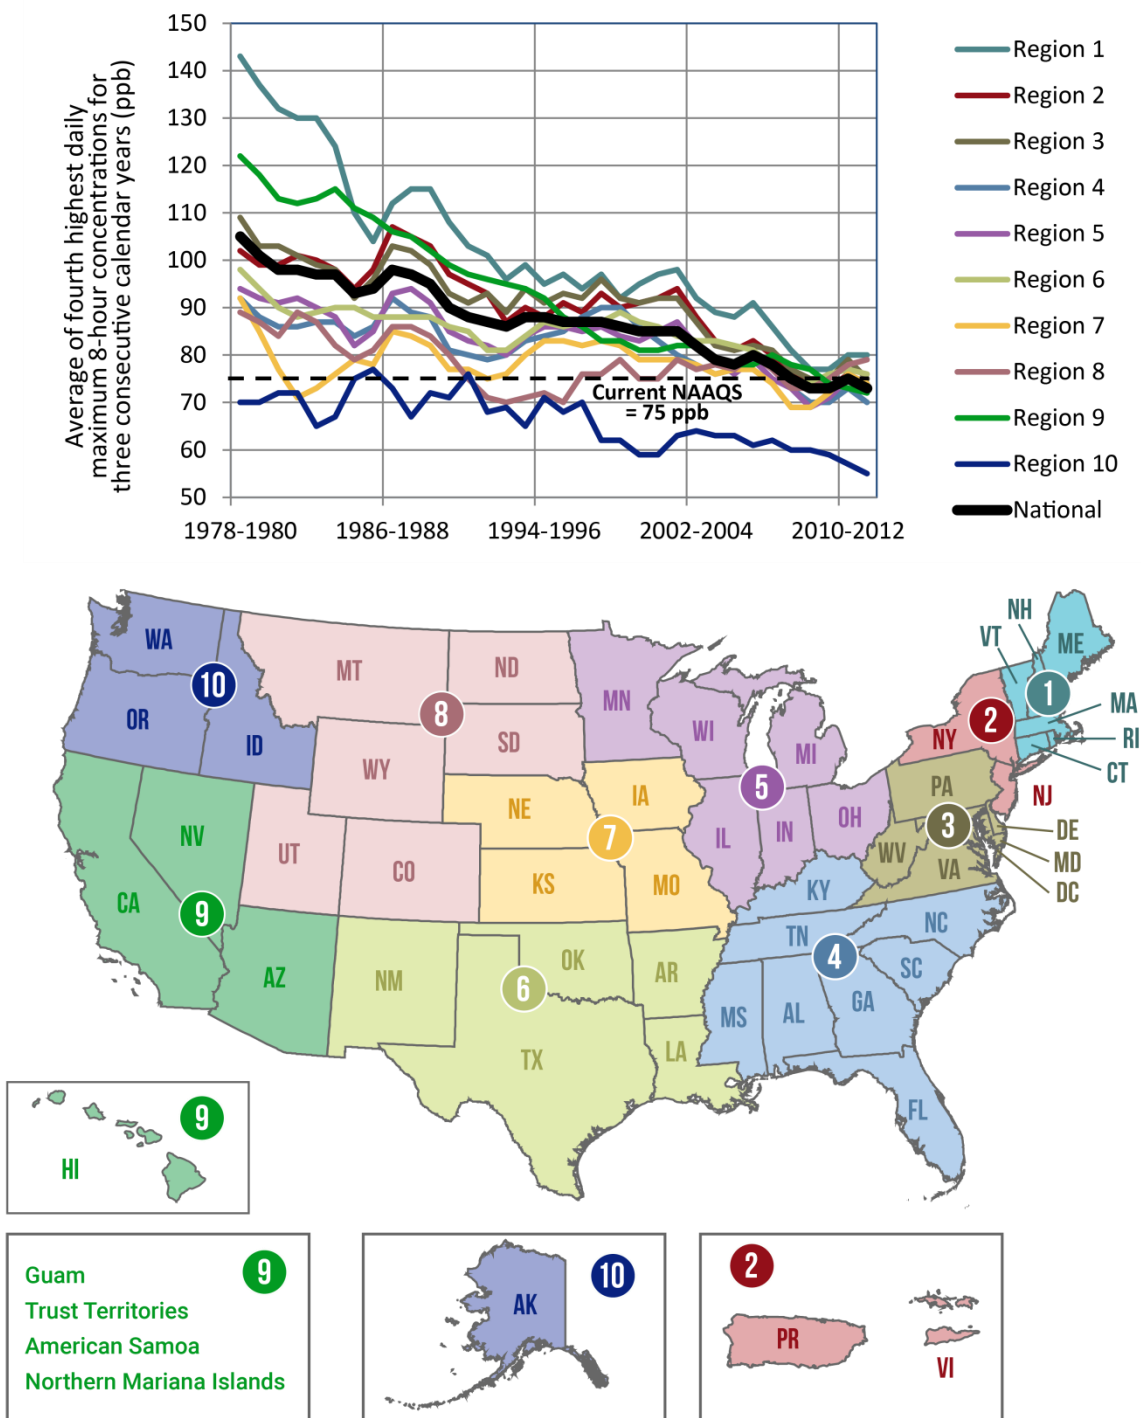 Average of fourth highest daily
maximum 8-hour concentrations for
three consecutive calendar years (ppb)
150
140
130
120
110
100
90
80
70
60
50
1978-1980
1986-1988
1994-1996
2002-2004
2010-2012
Current NAAQS
= 75 ppb
Region 1
Region 2
Region 3
Region 4
Region 5
Region 6
Region 7
Region 8
Region 9
Region 10
National
WA
OR
ID
10
MT
ND
SD
WY
UT
CO
8
MN
WI
MI
IL
IN
OH
5
NH
VT
ME
1
MA
RI
CT
2
NY
NJ
PA
3
WV
VA
DE
MD
DC
NE
IA
KS
MO
7
NV
CA
AZ
9
NM
OK
AR
TX
LA
6
KY
TN
NC
SC
MS
AL
GA
FL
4
HI
9
Guam
Trust Territories
American Samoa
Northern Mariana Islands
9
AK
10
2
PR
VI